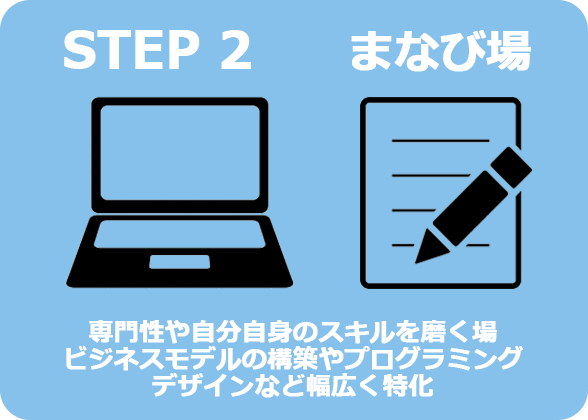 STEP 2 まなび場
専門性や自分自身のスキルを磨く場
ビジネスモデルの構築やプログラミング
デザインなど幅広く特化